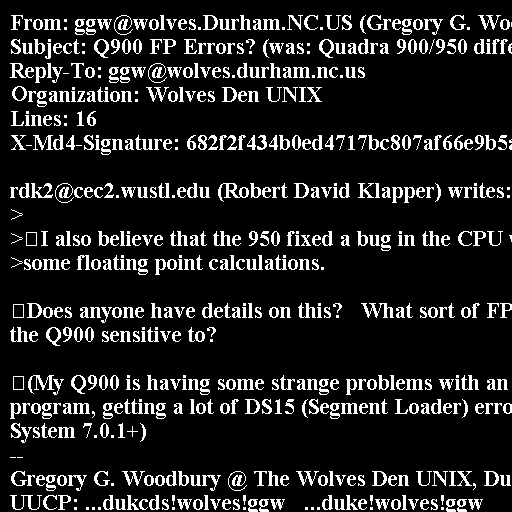 From: ggw@wolves.Durham.NC.US (Gregory G.
Subject: Q900 FP Errors? (was: Quadra 900/950
Reply-To: ggw@wolves.durham.nc.us
Organization: Wolves Den UNIX
Lines: 16
X-Md4-Signature:
rdk2@cec2.wustl.edu (Robert David Klapper) writes:
>
>□I also believe that the 950 fixed a bug in the CPU
>some floating point calculations.
□Does anyone have details on this?   What sort of FP
the Q900 sensitive to?
□(My Q900 is having some strange problems with an
program, getting a lot of DS15 (Segment Loader)
System 7.0.1+)
--
Gregory G. Woodbury @ The Wolves Den UNIX,
UUCP: ...dukcds!wolves!ggw   ...duke!wolves!ggw